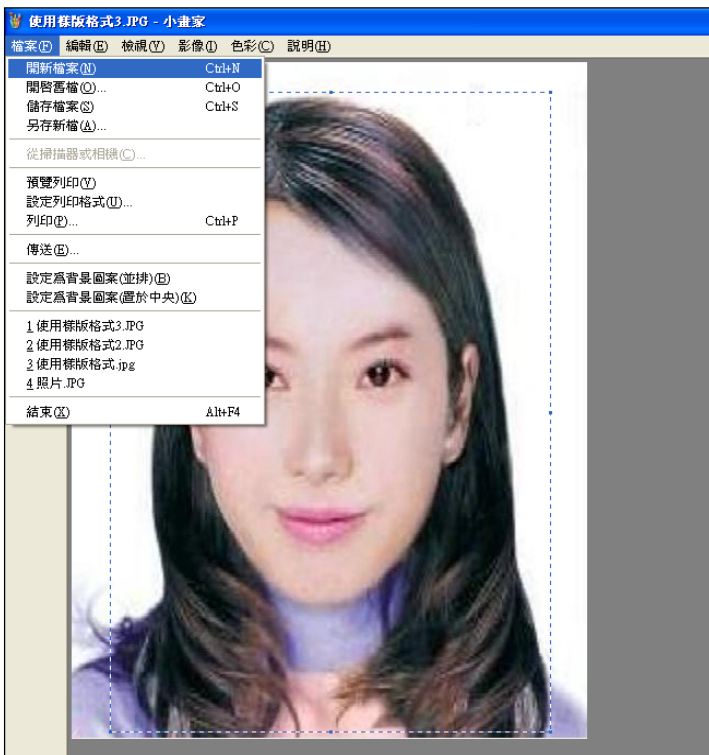 使用樣版格式3.JPG - 小畫家
檔案(F) 編輯(E) 檢視(V) 影像(I) 色彩(C) 說明(H)
開新檔案(N) Ctrl+N
開啓舊檔(O)... Ctrl+O
儲存檔案(S) Ctrl+S
另存新檔(A)...
從掃描器或相機(C)...
預覽列印(V)
設定列印格式(U)...
列印(P)... Ctrl+P
傳送(E)...
設定為背景圖案(並排)(B)
設定為背景圖案(置於中央)(K)
1 使用樣版格式3.JPG
2 使用樣版格式2.JPG
3 使用樣版格式.jpg
4 照片.JPG
結束(X) Alt+F4